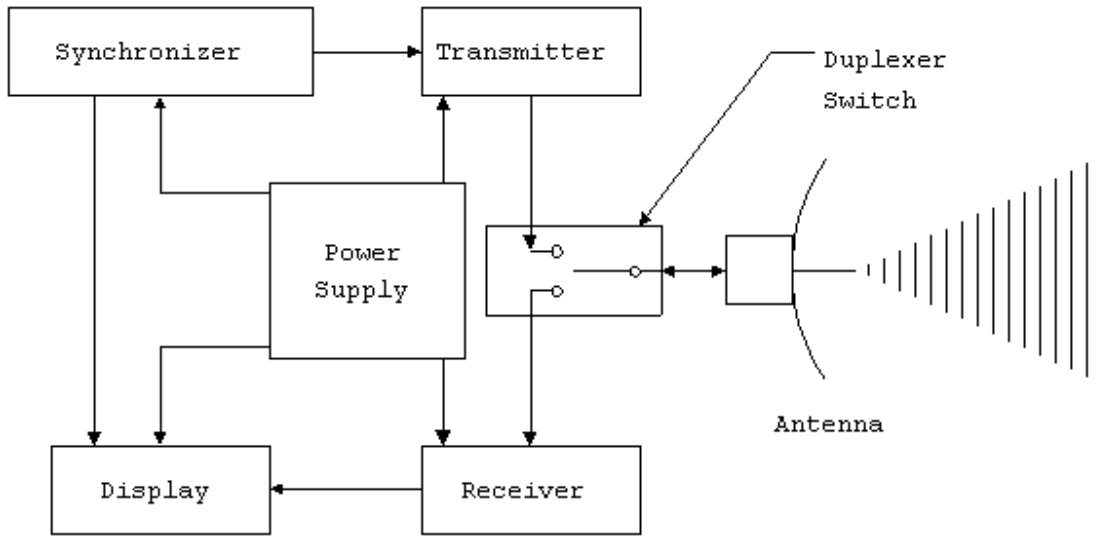 Synchronizer
Transmitter
Duplexer
Switch
Power
Supply
Antenna
Display
Receiver